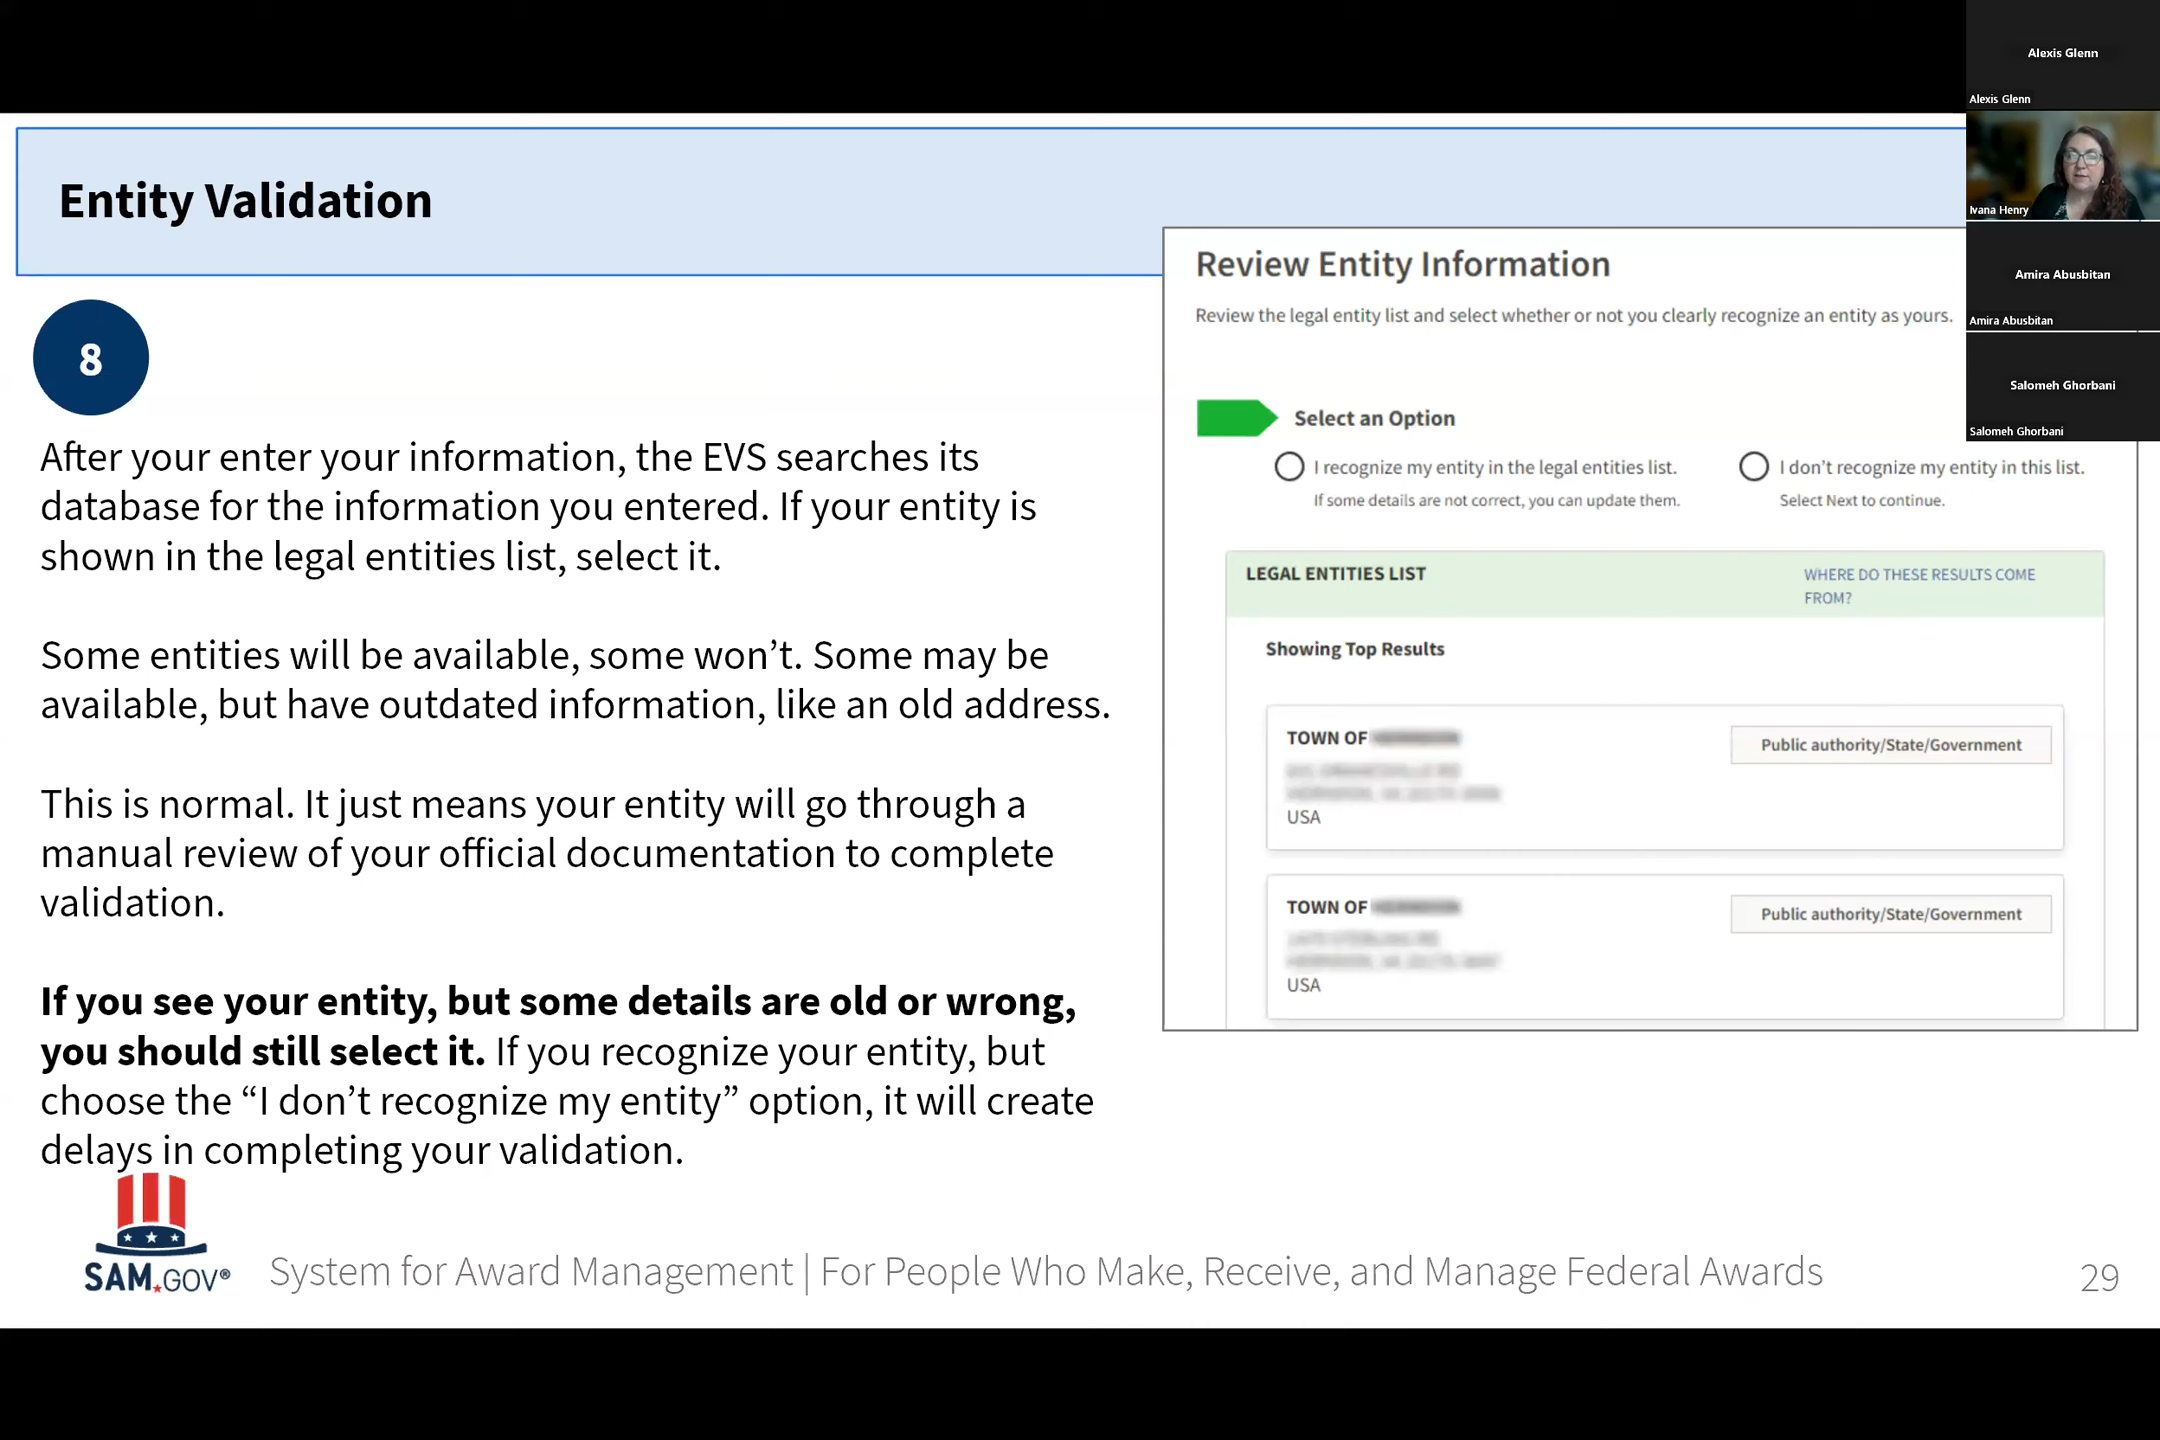 Alexis Glenn
Alexis Glenn
Ivana Henry
Amira Abusbitan
Amira Abusbitan
Salomeh Ghorbani
Salomeh Ghorbani
Entity Validation
8
After your enter your information, the EVS searches its
database for the information you entered. If your entity is
shown in the legal entities list, select it.
Some entities will be available, some won’t. Some may be
available, but have outdated information, like an old address.
This is normal. It just means your entity will go through a
manual review of your official documentation to complete
validation.
If you see your entity, but some details are old or wrong,
you should still select it. If you recognize your entity, but
choose the “I don’t recognize my entity” option, it will create
delays in completing your validation.
Review Entity Information
Review the legal entity list and select whether or not you clearly recognize an entity as yours.
Select an Option
I recognize my entity in the legal entities list.
If some details are not correct, you can update them.
I don’t recognize my entity in this list.
Select Next to continue.
LEGAL ENTITIES LIST
WHERE DO THESE RESULTS COME
FROM?
Showing Top Results
TOWN OF
Public authority/State/Government
USA
TOWN OF
Public authority/State/Government
USA
SAM.GOV®
System for Award Management | For People Who Make, Receive, and Manage Federal Awards
29